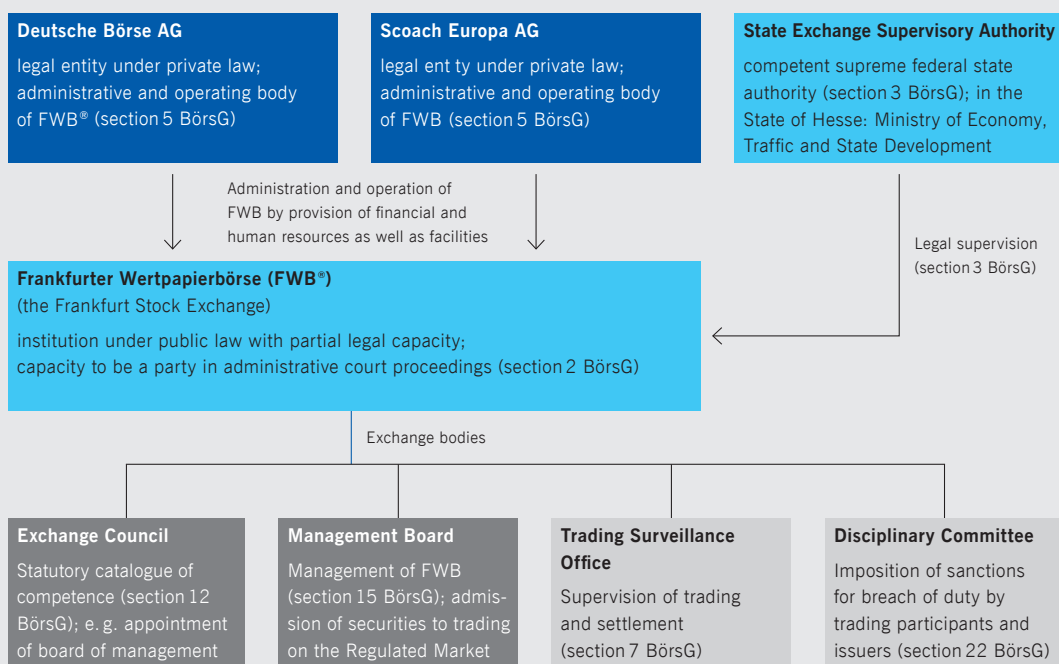 Deutsche Börse AG
legal entity under private law;
administrative and operating body
of FWB® (section 5 BörsG)
Scoach Europa AG
legal ent ty under private law;
administrative and operating body
of FWB (section 5 BörsG)
State Exchange Supervisory Authority
competent supreme federal state
authority (section 3 BörsG); in the
State of Hesse: Ministry of Economy,
Traffic and State Development
Administration and operation of
FWB by provision of financial and
human resources as well as facilities
Legal supervision
(section 3 BörsG)
Frankfurter Wertpapierbörse (FWB®)
(the Frankfurt Stock Exchange)
institution under public law with partial legal capacity;
capacity to be a party in administrative court proceedings (section 2 BörsG)
Exchange bodies
Exchange Council
Statutory catalogue of
competence (section 12
BörsG); e. g. appointment
of board of management
Management Board
Management of FWB
(section 15 BörsG); admis-
sion of securities to trading
on the Regulated Market
Trading Surveillance
Office
Supervision of trading
and settlement
(section 7 BörsG)
Disciplinary Committee
Imposition of sanctions
for breach of duty by
trading participants and
issuers (section 22 BörsG)